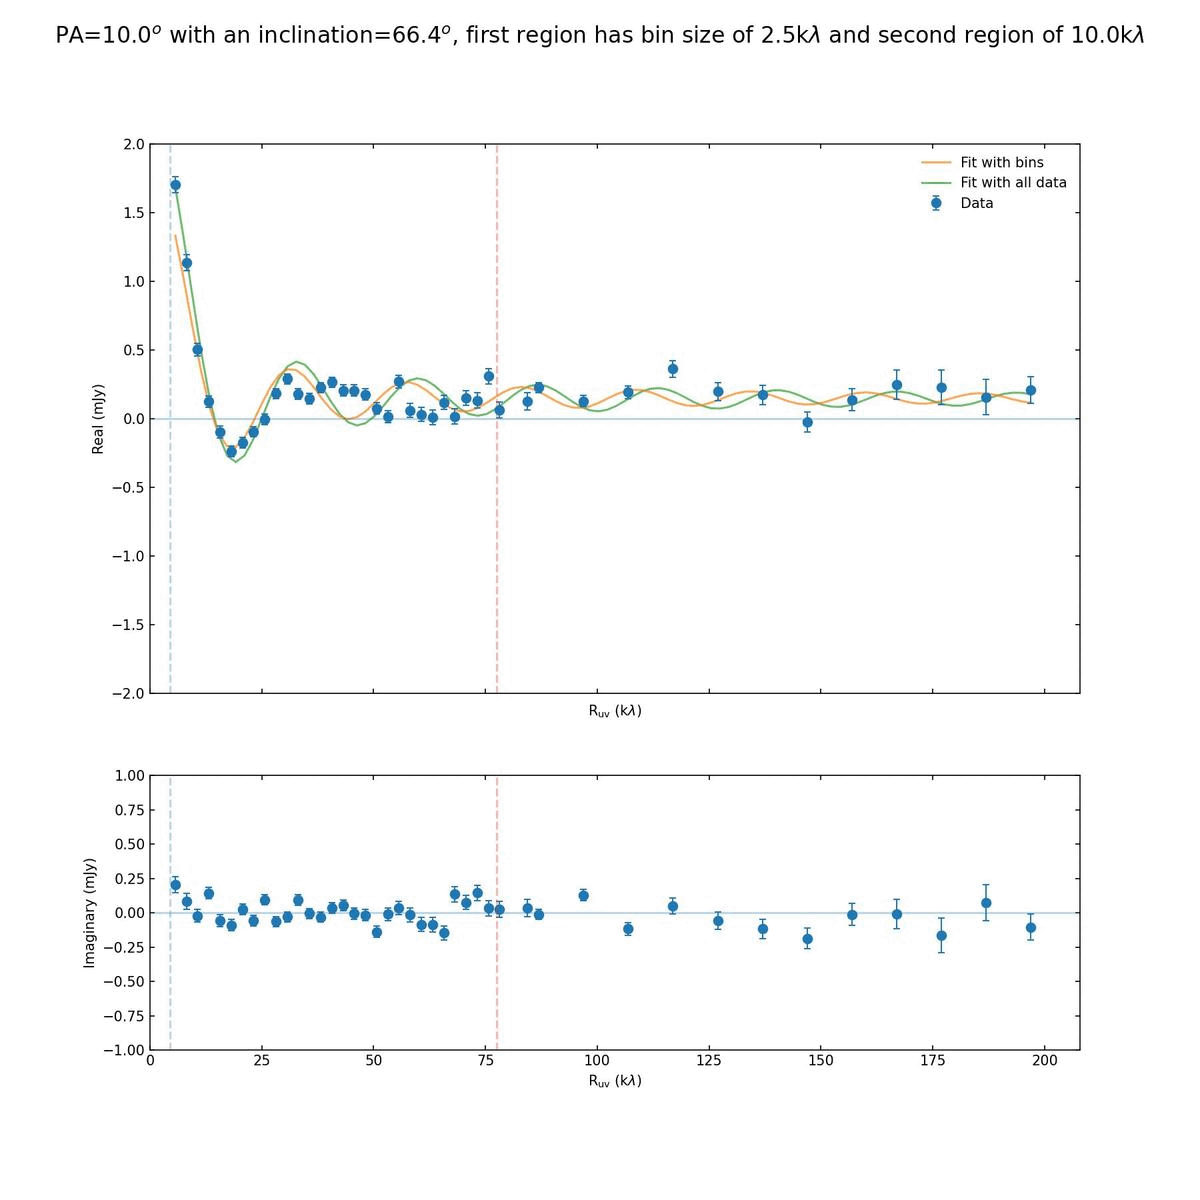 PA=10.0ᵒ with an inclination=66.4ᵒ, first region has bin size of 2.5kλ and second region of 10.0kλ
2.0
1.5
1.0
0.5
0.0
−0.5
−1.0
−1.5
−2.0
Real (mJy)
Fit with bins
Fit with all data
Data
Rᵤᵥ (kλ)
1.00
0.75
0.50
0.25
0.00
−0.25
−0.50
−0.75
−1.00
Imaginary (mJy)
0 25 50 75 100 125 150 175 200
Rᵤᵥ (kλ)